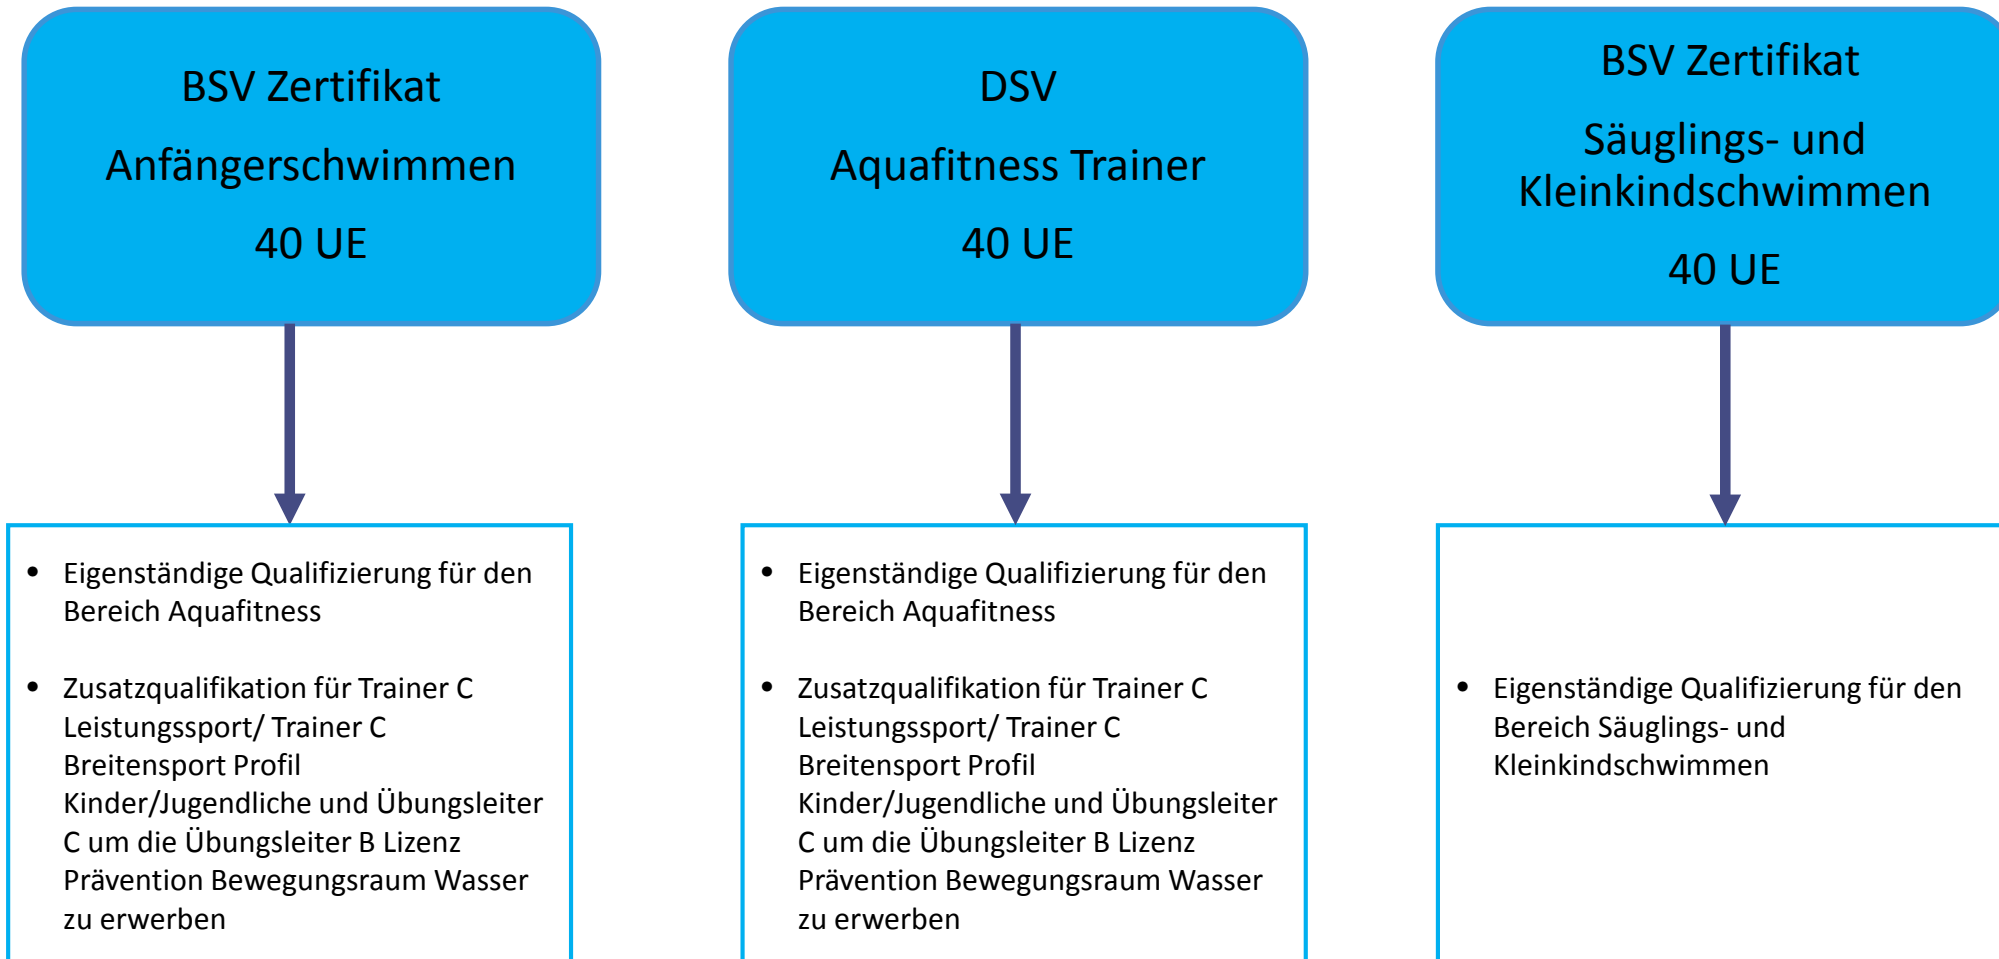 BSV Zertifikat
Anfängerschwimmen
40 UE
DSV
Aquafitness Trainer
40 UE
BSV Zertifikat
Säuglings- und
Kleinkindschwimmen
40 UE
• Eigenständige Qualifizierung für den
Bereich Aquafitness
• Zusatzqualifikation für Trainer C
Leistungssport/ Trainer C
Breitensport Profil
Kinder/Jugendliche und Übungsleiter
C um die Übungsleiter B Lizenz
Prävention Bewegungsraum Wasser
zu erwerben
• Eigenständige Qualifizierung für den
Bereich Aquafitness
• Zusatzqualifikation für Trainer C
Leistungssport/ Trainer C
Breitensport Profil
Kinder/Jugendliche und Übungsleiter
C um die Übungsleiter B Lizenz
Prävention Bewegungsraum Wasser
zu erwerben
• Eigenständige Qualifizierung für den
Bereich Säuglings- und
Kleinkindschwimmen